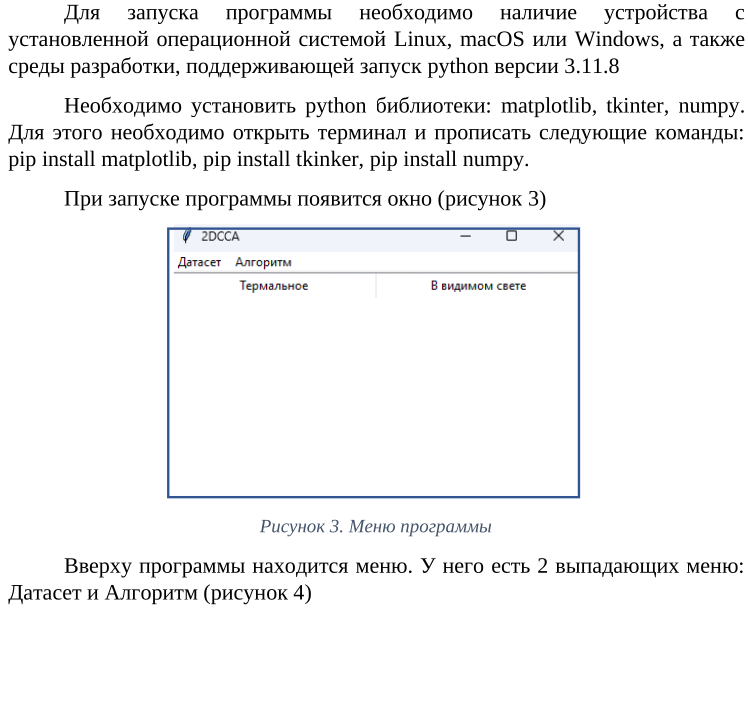 Для запуска программы необходимо наличие устройства с
установленной операционной системой Linux, macOS или Windows, а также
среды разработки, поддерживающей запуск python версии 3.11.8
Необходимо установить python библиотеки: matplotlib, tkinter, numpy.
Для этого необходимо открыть терминал и прописать следующие команды:
pip install matplotlib, pip install tkinker, pip install numpy.
При запуске программы появится окно (рисунок 3)
2DCCA
Датасет Алгоритм
Термальное В видимом свете
Рисунок 3. Меню программы
Вверху программы находится меню. У него есть 2 выпадающих меню:
Датасет и Алгоритм (рисунок 4)